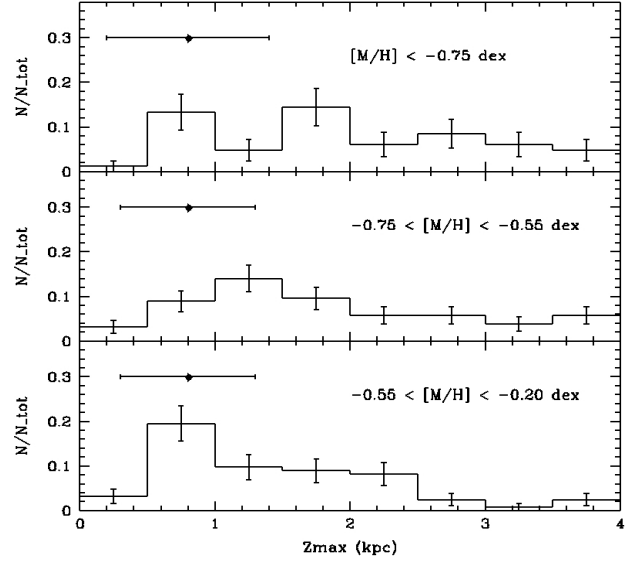 0.3
[M/H] < -0.75 dex
0.2
N/N_tot
0.1
0
0.3
-0.75 < [M/H] < -0.55 dex
0.2
N/N_tot
0.1
0
0.3
-0.55 < [M/H] < -0.20 dex
0.2
N/N_tot
0.1
0
0 1 2 3 4
Zmax (kpc)